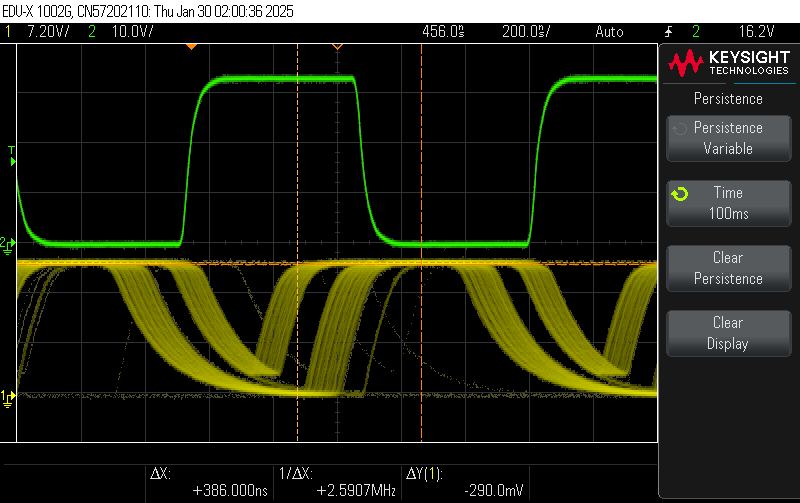 EDU-X 1002G, CN57202110: Thu Jan 30 02:00:36 2025
1 7.20V/ 2 10.0V/ 456.0s 200.0s/ Auto 2 16.2V
KEYSIGHT
TECHNOLOGIES
Persistence
Persistence
Variable
Time
100ms
Clear
Persistence
Clear
Display
T
2
1
ΔX:
+386.000ns
1/ΔX:
+2.5907MHz
ΔY(1):
-290.0mV